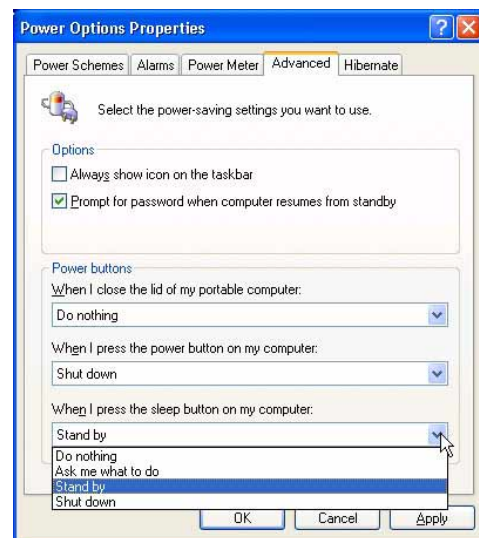 Power Options Properties
Power Schemes Alarms Power Meter Advanced Hibernate
Select the power-saving settings you want to use.
Options
Always show icon on the taskbar
Prompt for password when computer resumes from standby
Power buttons
When I close the lid of my portable computer:
Do nothing
When I press the power button on my computer:
Shut down
When I press the sleep button on my computer:
Stand by
Do nothing
Ask me what to do
Stand by
Shut down
OK Cancel Apply